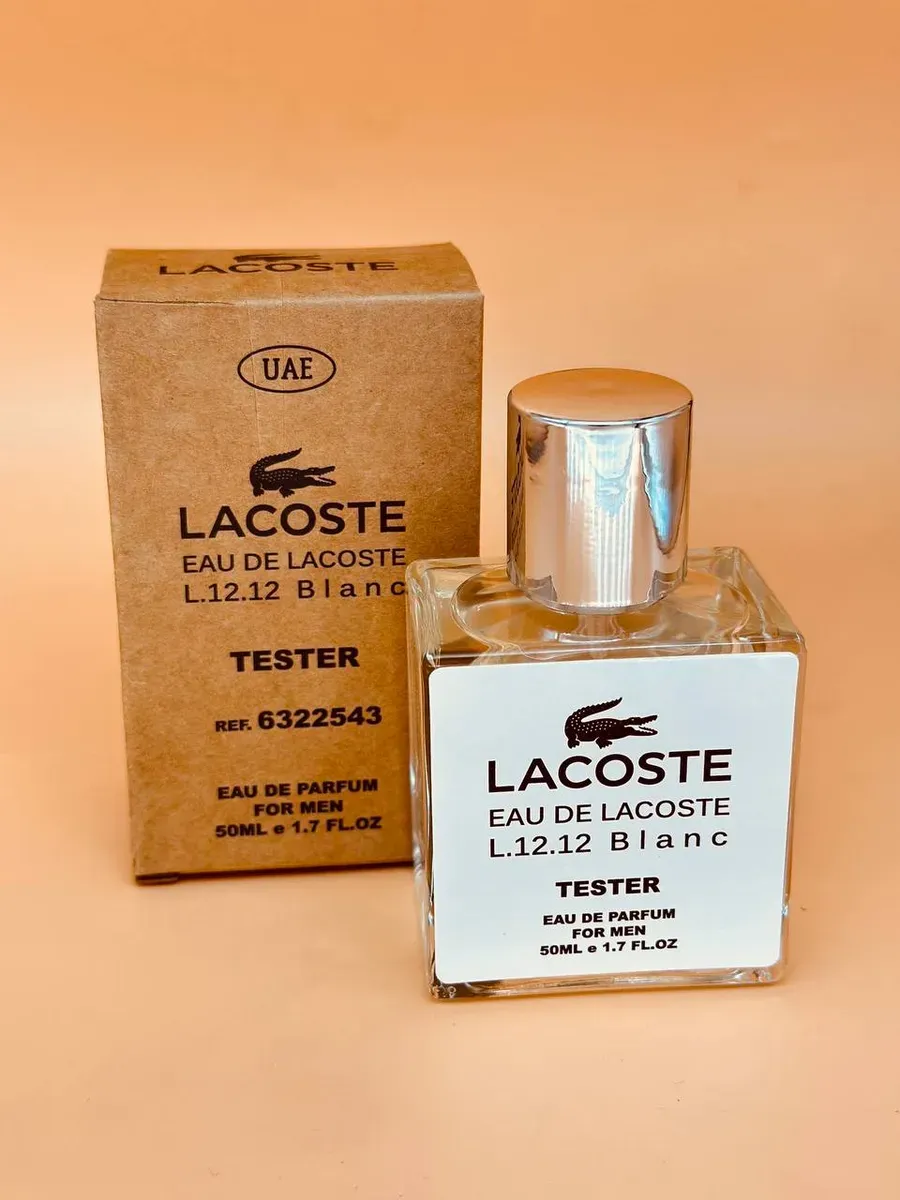 LACOSTE
UAE
LACOSTE
EAU DE LACOSTE
L.12.12 Blanc
TESTER
REF. 6322543
EAU DE PARFUM
FOR MEN
50ML e 1.7 FL.OZ
LACOSTE
EAU DE LACOSTE
L.12.12 Blanc
TESTER
EAU DE PARFUM
FOR MEN
50ML e 1.7 FL.OZ